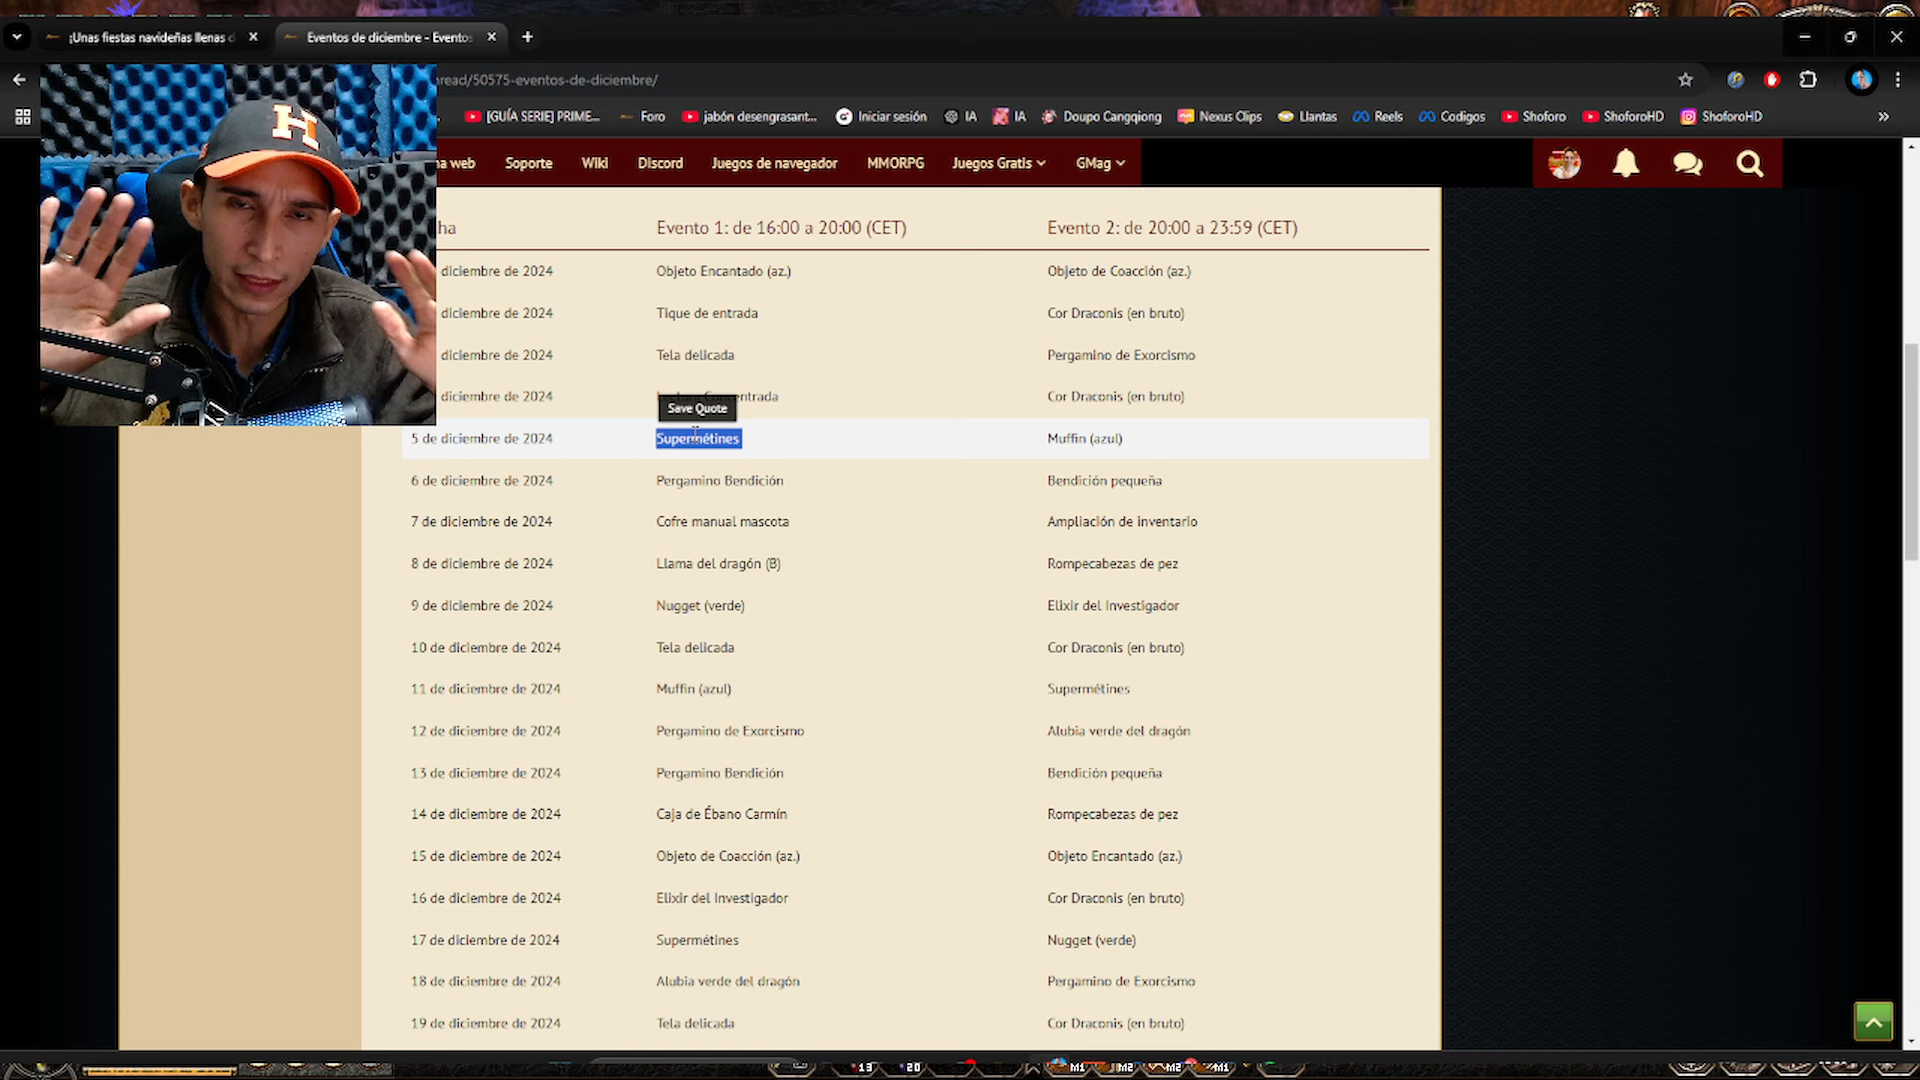 ¡Unas fiestas navideñas llenas d
Eventos de diciembre - Evento
read/50575-eventos-de-diciembre/
[GUÍA SERIE] PRIME...
Foro
jabón desengrasant...
Iniciar sesión
IA
IA
Doupo Cangqiong
Nexus Clips
Llantas
Reels
Codigos
Shoforo
ShoforoHD
ShoforoHD
na web
Soporte
Wiki
Discord
Juegos de navegador
MMORPG
Juegos Gratis
GMag
H
ha Evento 1: de 16:00 a 20:00 (CET) Evento 2: de 20:00 a 23:59 (CET)
diciembre de 2024 Objeto Encantado (az.) Objeto de Coacción (az.)
diciembre de 2024 Tique de entrada Cor Draconis (en bruto)
diciembre de 2024 Tela delicada Pergamino de Exorcismo
diciembre de 2024 entrada Cor Draconis (en bruto)
Save Quote
5 de diciembre de 2024 Supermétines Muffin (azul)
6 de diciembre de 2024 Pergamino Bendición Bendición pequeña
7 de diciembre de 2024 Cofre manual mascota Ampliación de inventario
8 de diciembre de 2024 Llama del dragón (B) Rompecabezas de pez
9 de diciembre de 2024 Nugget (verde) Elixir del Investigador
10 de diciembre de 2024 Tela delicada Cor Draconis (en bruto)
11 de diciembre de 2024 Muffin (azul) Supermétines
12 de diciembre de 2024 Pergamino de Exorcismo Alubia verde del dragón
13 de diciembre de 2024 Pergamino Bendición Bendición pequeña
14 de diciembre de 2024 Caja de Ébano Carmín Rompecabezas de pez
15 de diciembre de 2024 Objeto de Coacción (az.) Objeto Encantado (az.)
16 de diciembre de 2024 Elixir del Investigador Cor Draconis (en bruto)
17 de diciembre de 2024 Supermétines Nugget (verde)
18 de diciembre de 2024 Alubia verde del dragón Pergamino de Exorcismo
19 de diciembre de 2024 Tela delicada Cor Draconis (en bruto)
13 20 M1 M2 M2 M1